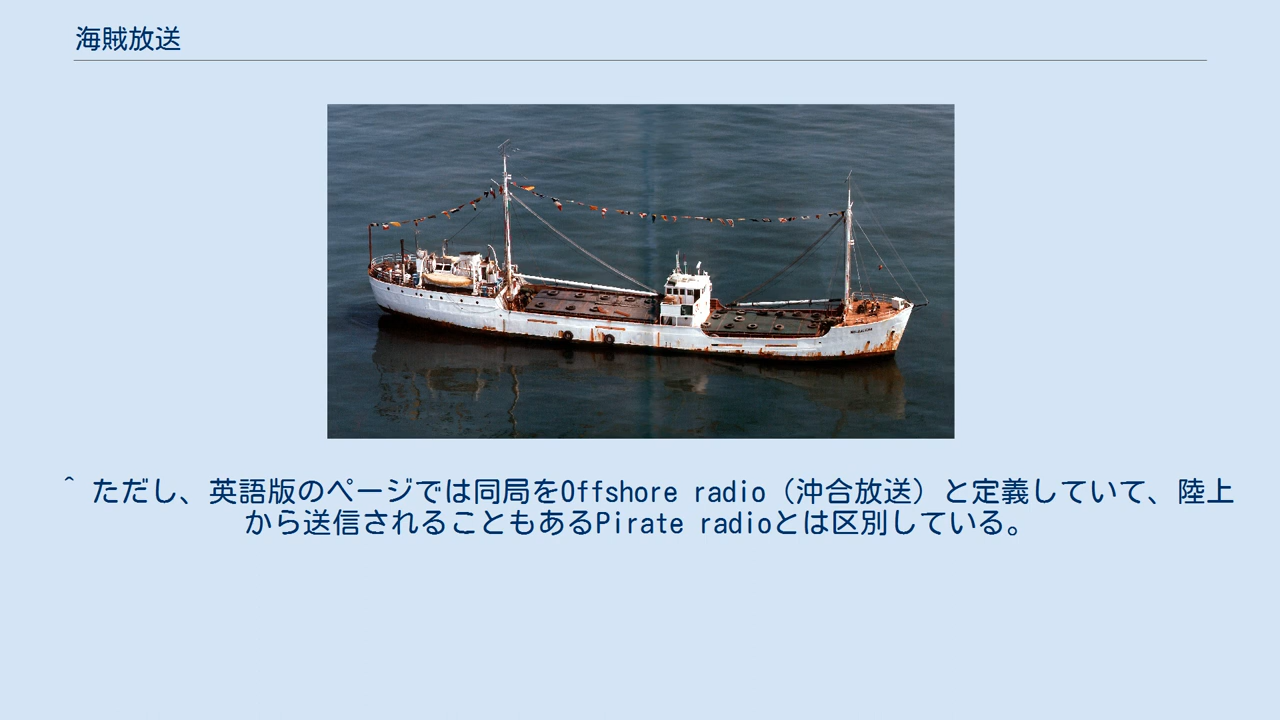 海賊放送
^ ただし、英語版のページでは同局をOffshore radio（沖合放送）と定義していて、陸上
から送信されることもあるPirate radioとは区別している。